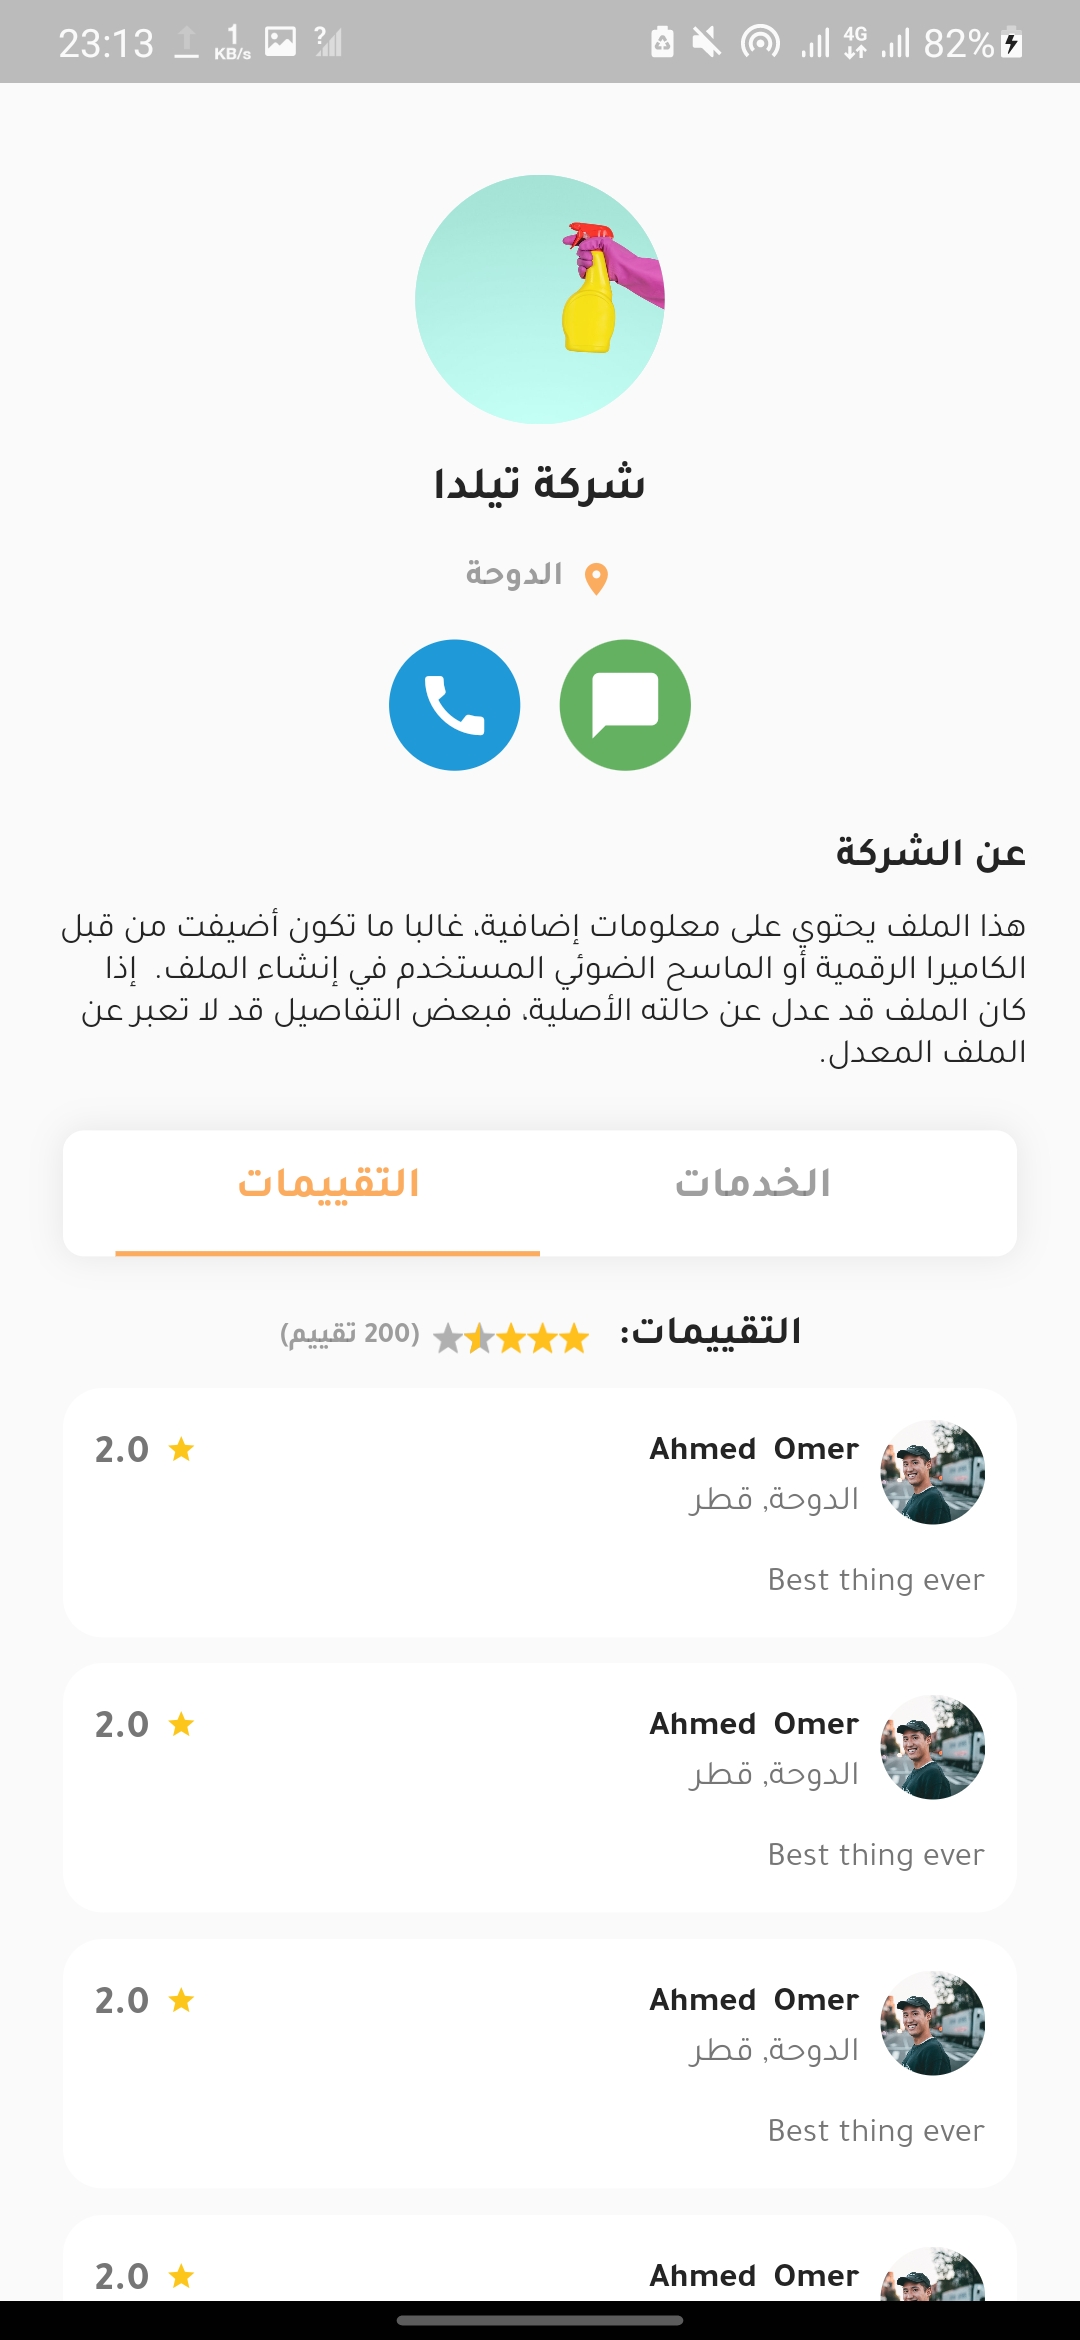 23:13
1
KB/s
?
4G
82%
شركة تيلدا
الدوحة
عن الشركة
هذا الملف يحتوي على معلومات إضافية، غالبا ما تكون أضيفت من قبل
الكاميرا الرقمية أو الماسح الضوئي المستخدم في إنشاء الملف. إذا
كان الملف قد عدل عن حالته الأصلية، فبعض التفاصيل قد لا تعبر عن
الملف المعدل.
الخدمات
التقييمات
التقييمات:
(200 تقييم)
Ahmed Omer
2.0
الدوحة, قطر
Best thing ever
Ahmed Omer
2.0
الدوحة, قطر
Best thing ever
Ahmed Omer
2.0
الدوحة, قطر
Best thing ever
Ahmed Omer
2.0